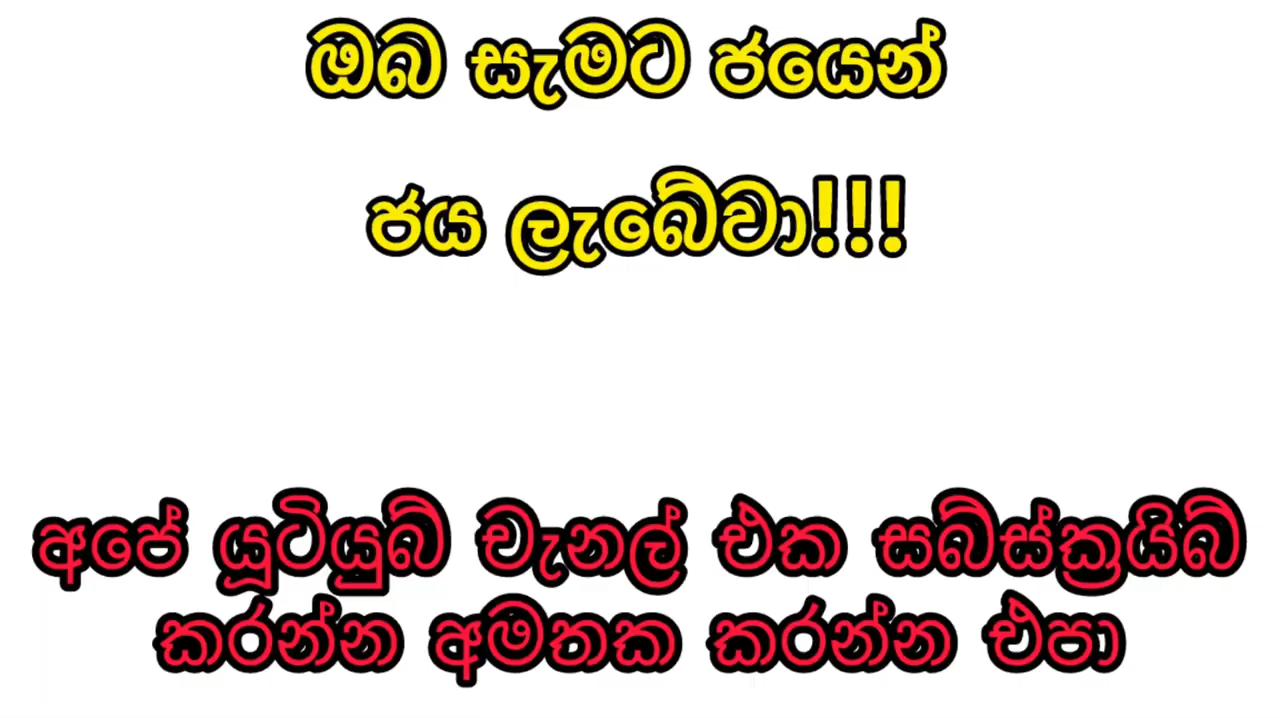 ඔබ සැමට ජයෙන්
ජය ලැබේවා!!!
අපේ යූටියුබ් චැනල් එක සබ්ස්ක්‍රයිබ්
කරන්න අමතක කරන්න එපා